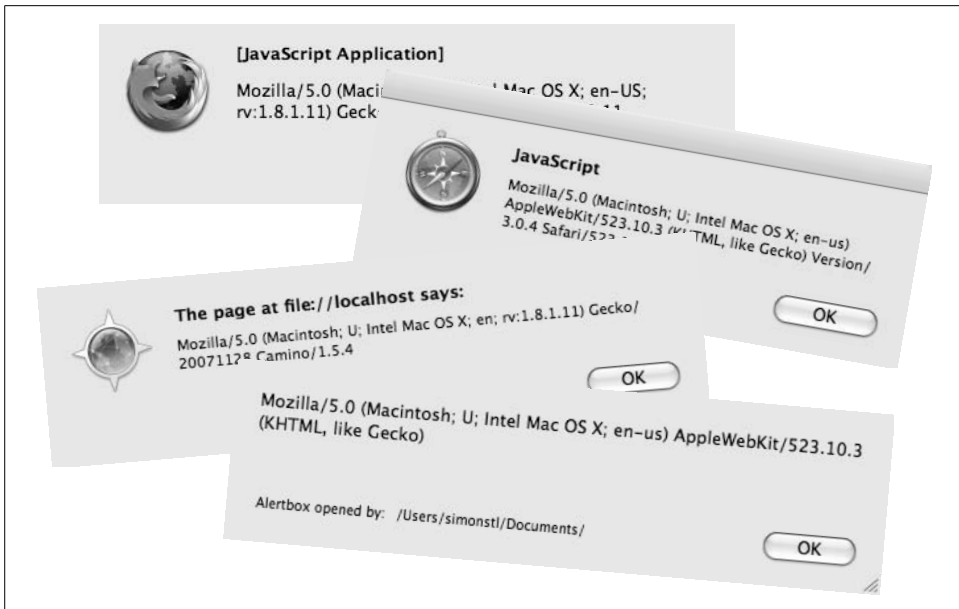 [JavaScript Application]
Mozilla/5.0 (Maci Mac OS X; en-US;
rv:1.8.1.11) Geck
JavaScript
Mozilla/5.0 (Macintosh; U; Intel Mac OS X; en-us)
AppleWebKit/523.10.3 (KHTML, like Gecko) Version/
3.0.4 Safari/523
OK
The page at file://localhost says:
Mozilla/5.0 (Macintosh; U; Intel Mac OS X; en; rv:1.8.1.11) Gecko/
20071128 Camino/1.5.4
OK
Mozilla/5.0 (Macintosh; U; Intel Mac OS X; en-us) AppleWebKit/523.10.3
(KHTML, like Gecko)
Alertbox opened by: /Users/simonstl/Documents/
OK